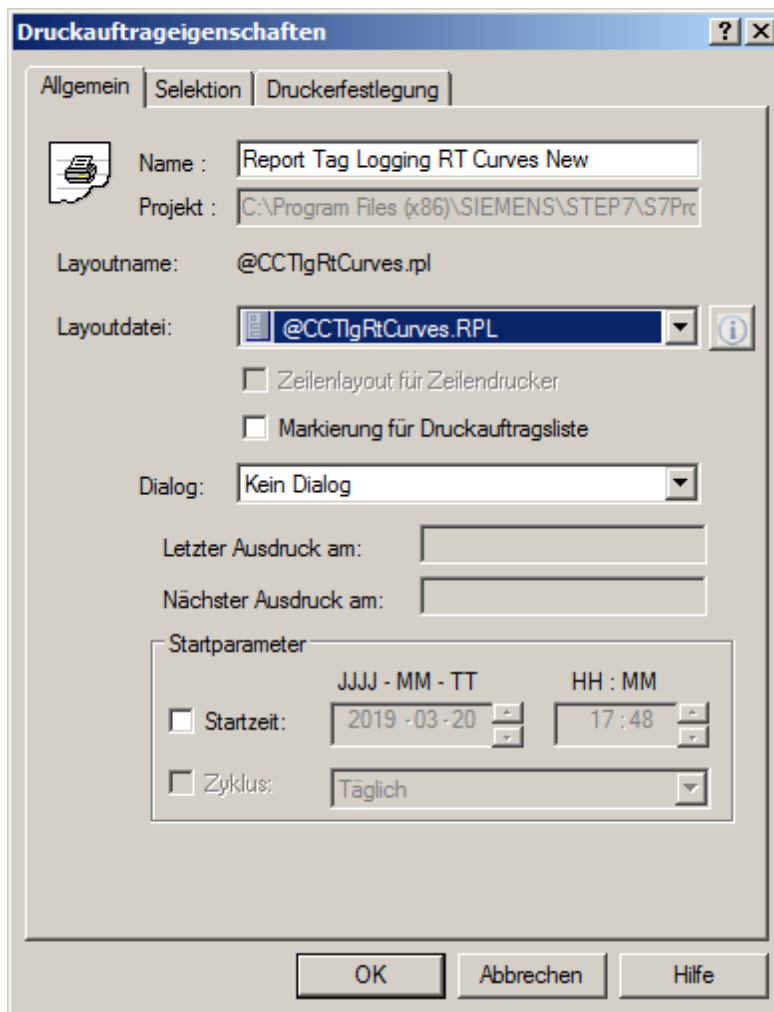 Druckauftrageigenschaften
Allgemein Selektion Druckerfestlegung
Name : Report Tag Logging RT Curves New
Projekt : C:\Program Files (x86)\SIEMENS\STEP7\S7Prc
Layoutname: @CCTlgRtCurves.rpl
Layoutdatei: @CCTlgRtCurves.RPL
Zeilenlayout für Zeilendrucker
Markierung für Druckauftragsliste
Dialog: Kein Dialog
Letzter Ausdruck am:
Nächster Ausdruck am:
Startparameter
JJJJ - MM - TT HH : MM
Startzeit: 2019 - 03 - 20 17 : 48
Zyklus: Täglich
OK Abbrechen Hilfe